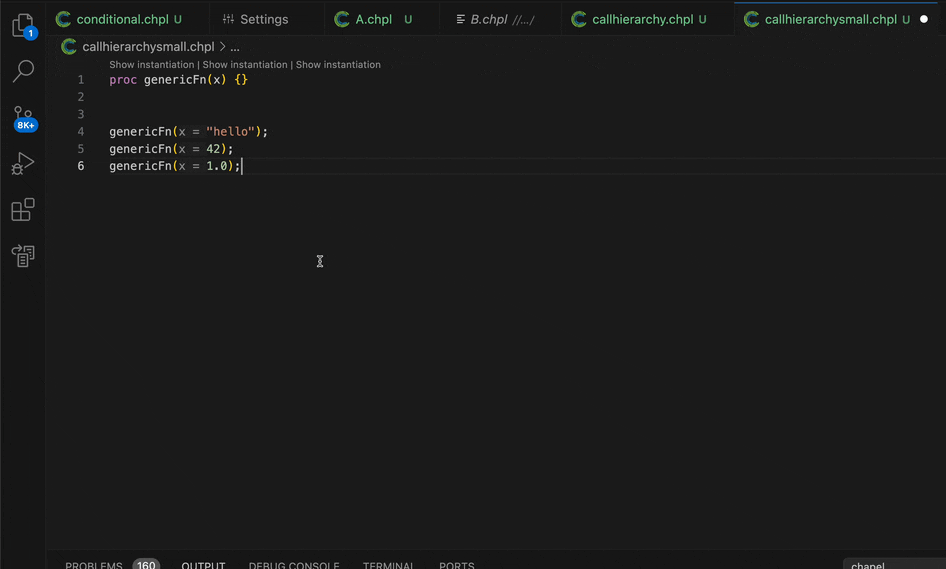 conditional.chpl U Settings A.chpl U B.chpl //.../ callhierarchy.chpl U callhierarchysmall.chpl U
1
callhierarchysmall.chpl > ...
Show instantiation | Show instantiation | Show instantiation
1 proc genericFn(x) {}
2
3
8K+
4 genericFn(x = "hello");
5 genericFn(x = 42);
6 genericFn(x = 1.0);
PROBLEMS 160 OUTPUT DEBUG CONSOLE TERMINAL PORTS chapel